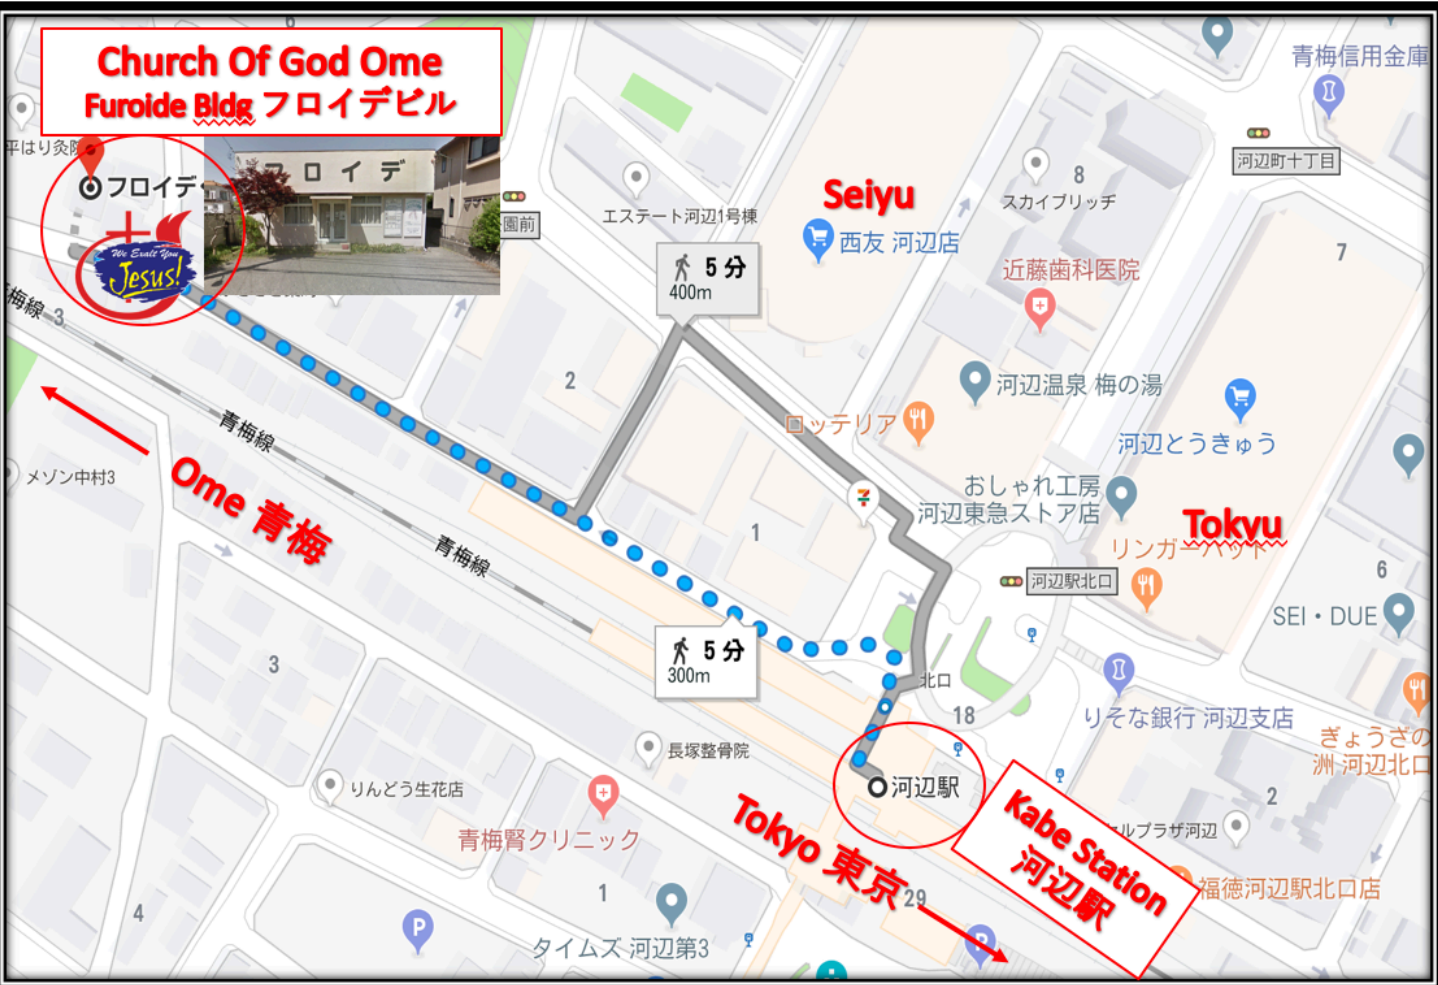 6
Church Of God Ome
Furoide Bldg フロイデビル
青梅信用金庫
平はり灸院
フロイデ
フロイデ
園前
We Exalt You
Jesus!
エステート河辺1号棟
Seiyu
西友 河辺店
8
スカイブリッヂ
河辺町十丁目
7
近藤歯科医院
5 分
400m
梅線
3
2
河辺温泉 梅の湯
ロッテリア
河辺とうきゅう
青梅線
メゾン中村3
Ome 青梅
おしゃれ工房
河辺東急ストア店
Tokyu
リンガーハット
青梅線
1
河辺駅北口
6
SEI・DUE
5 分
300m
3
北口
18
りそな銀行 河辺支店
ぎょうざの
洲 河辺北口
長塚整骨院
りんどう生花店
河辺駅
青梅腎クリニック
Tokyo 東京
Kabe Station
河辺駅
2
ルプラザ河辺
福徳河辺駅北口店
1
29
4
P
タイムズ 河辺第3
P